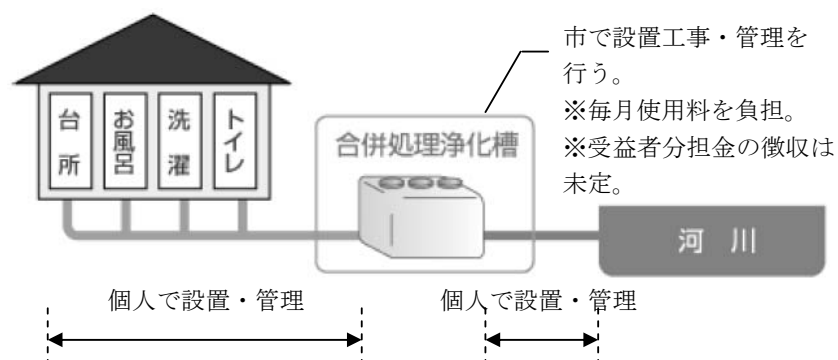 市で設置工事・管理を
行う。
※毎月使用料を負担。
※受益者分担金の徴収は
未定。
台所
お風呂
洗濯
トイレ
合併処理浄化槽
河川
個人で設置・管理
個人で設置・管理